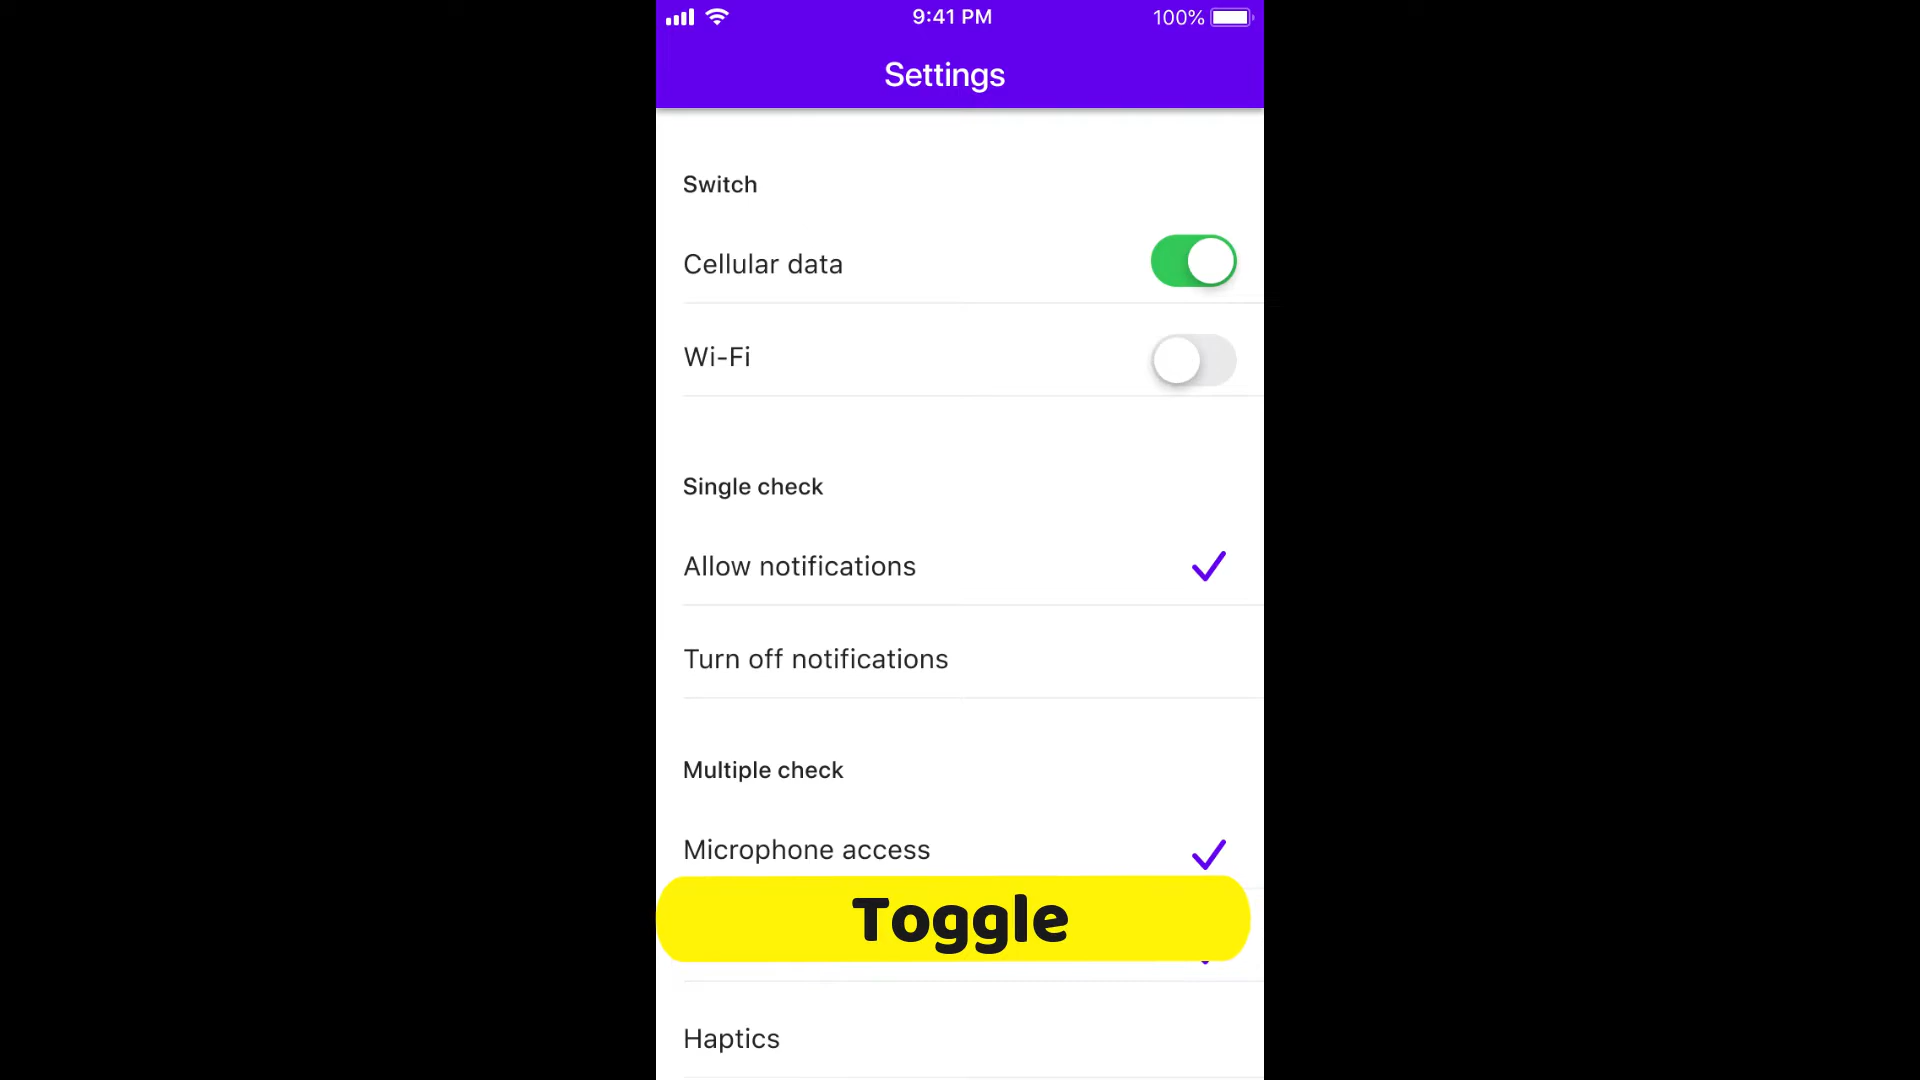 9:41 PM
100%
Settings
Switch
Cellular data
Wi-Fi
Single check
Allow notifications
Turn off notifications
Multiple check
Microphone access
Toggle
Haptics